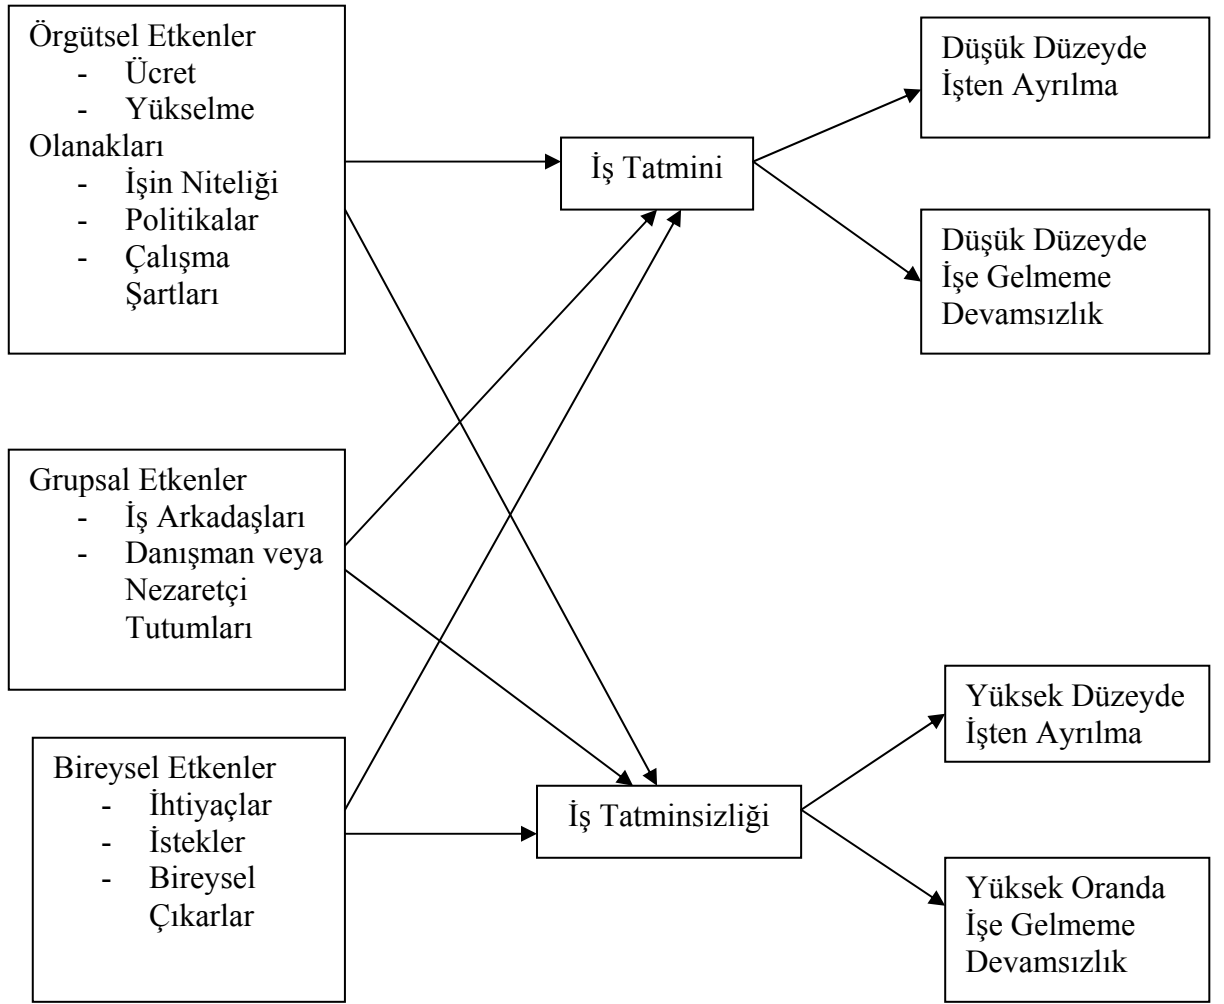 Örgütsel Etkenler
- Ücret
- Yükselme
Olanakları
- İşin Niteliği
- Politikalar
- Çalışma
Şartları
Grupsal Etkenler
- İş Arkadaşları
- Danışman veya
Nezaretçi
Tutumları
Bireysel Etkenler
- İhtiyaçlar
- İstekler
- Bireysel
Çıkarlar
İş Tatmini
İş Tatminsizliği
Düşük Düzeyde
İşten Ayrılma
Düşük Düzeyde
İşe Gelmeme
Devamsızlık
Yüksek Düzeyde
İşten Ayrılma
Yüksek Oranda
İşe Gelmeme
Devamsızlık